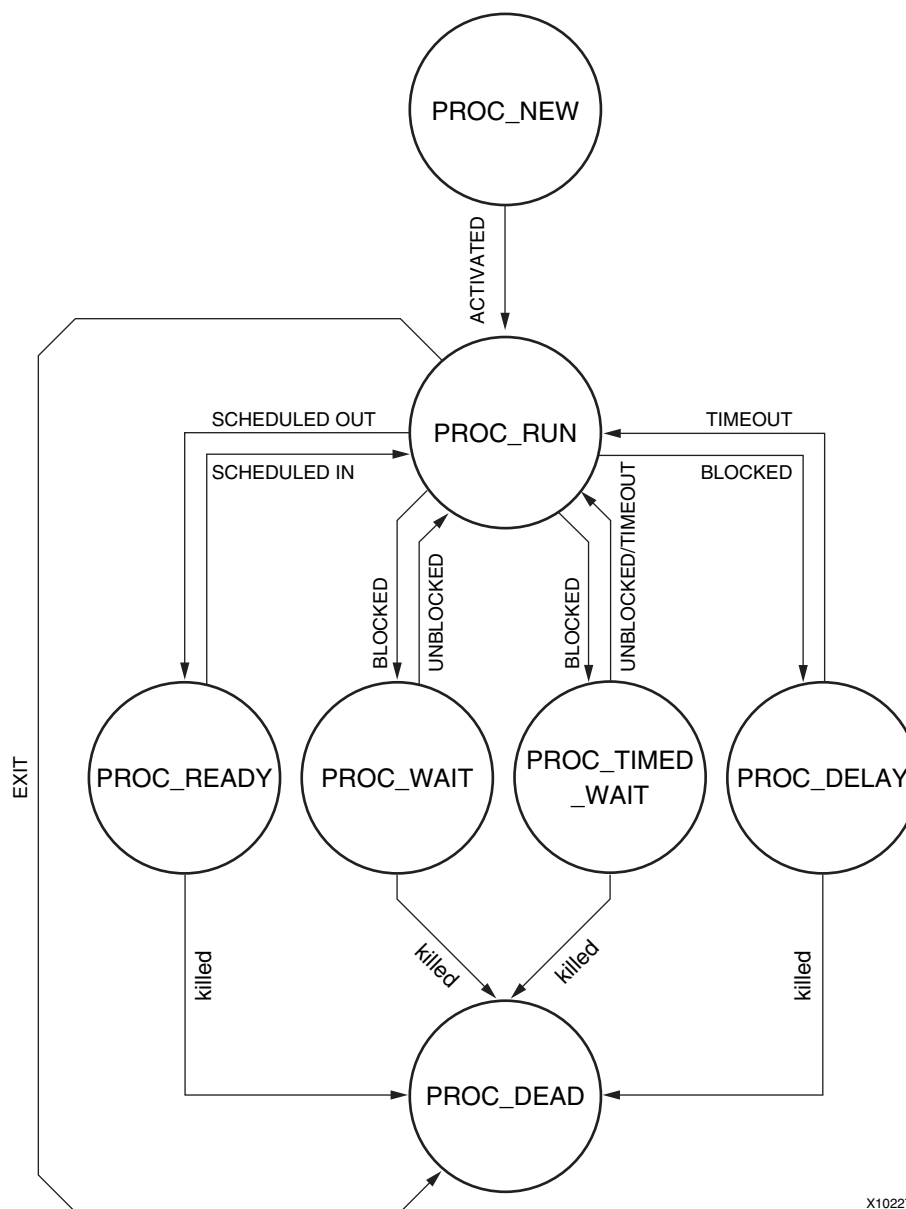 PROC_NEW
ACTIVATED
SCHEDULED OUT
PROC_RUN
TIMEOUT
SCHEDULED IN
BLOCKED
BLOCKED
UNBLOCKED
BLOCKED
UNBLOCKED/TIMEOUT
PROC_READY
PROC_WAIT
PROC_TIMED
_WAIT
PROC_DELAY
EXIT
killed
killed
killed
killed
PROC_DEAD